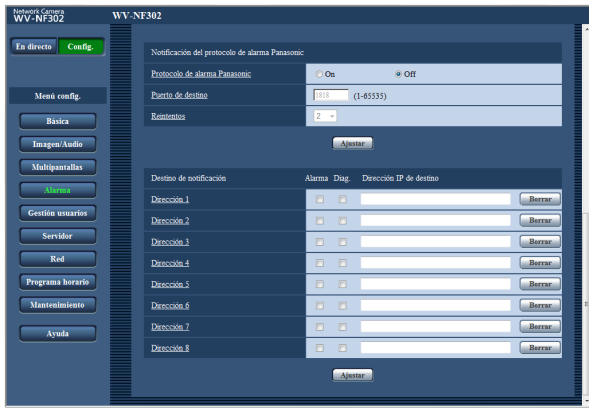 Network Camera
WV-NF302
WV-NF302
En directo Config.
Menú config.
Básica
Imagen/Audio
Multipantallas
Alarma
Gestión usuarios
Servidor
Red
Programa horario
Mantenimiento
Ayuda
Notificación del protocolo de alarma Panasonic
Protocolo de alarma Panasonic On Off
Puerto de destino 1818 (1-65535)
Reintentos 2
Ajustar
Destino de notificación Alarma Diag. Dirección IP de destino
Dirección 1 Borrar
Dirección 2 Borrar
Dirección 3 Borrar
Dirección 4 Borrar
Dirección 5 Borrar
Dirección 6 Borrar
Dirección 7 Borrar
Dirección 8 Borrar
Ajustar